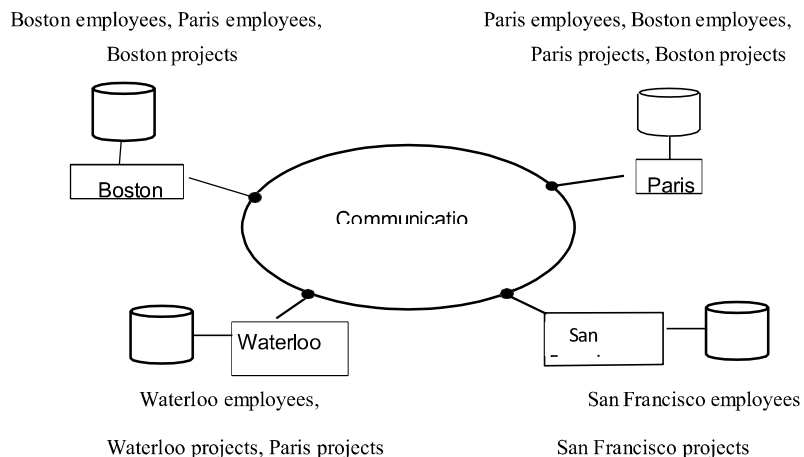 Boston employees, Paris employees,
Boston projects
Paris employees, Boston employees,
Paris projects, Boston projects
Boston
Paris
Communicatio
Waterloo
San
Waterloo employees,
Waterloo projects, Paris projects
San Francisco employees
San Francisco projects